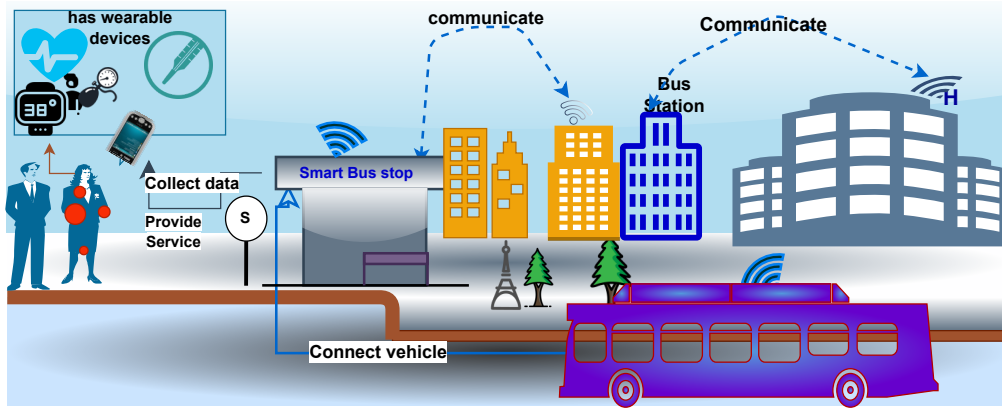 has wearable
devices
communicate
Communicate
38°
Bus
Station
H
Smart Bus stop
Collect data
Provide
Service
S
Connect vehicle